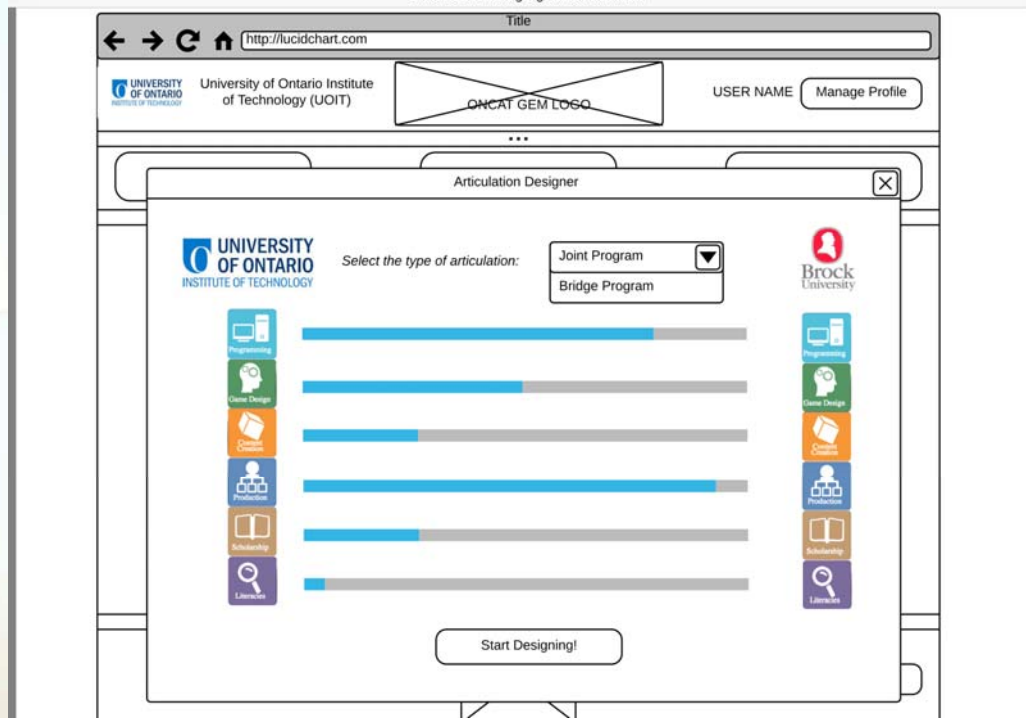 Title
http://lucidchart.com
UNIVERSITY
OF ONTARIO
INSTITUTE OF TECHNOLOGY
University of Ontario Institute
of Technology (UOIT)
ONCAT GEM LOGO
USER NAME
Manage Profile
Articulation Designer
UNIVERSITY
OF ONTARIO
INSTITUTE OF TECHNOLOGY
Select the type of articulation:
Joint Program
Bridge Program
Brock
University
Programming
Programming
Game Design
Game Design
Content
Creation
Content
Creation
Production
Production
Scholarship
Scholarship
Literacies
Literacies
Start Designing!